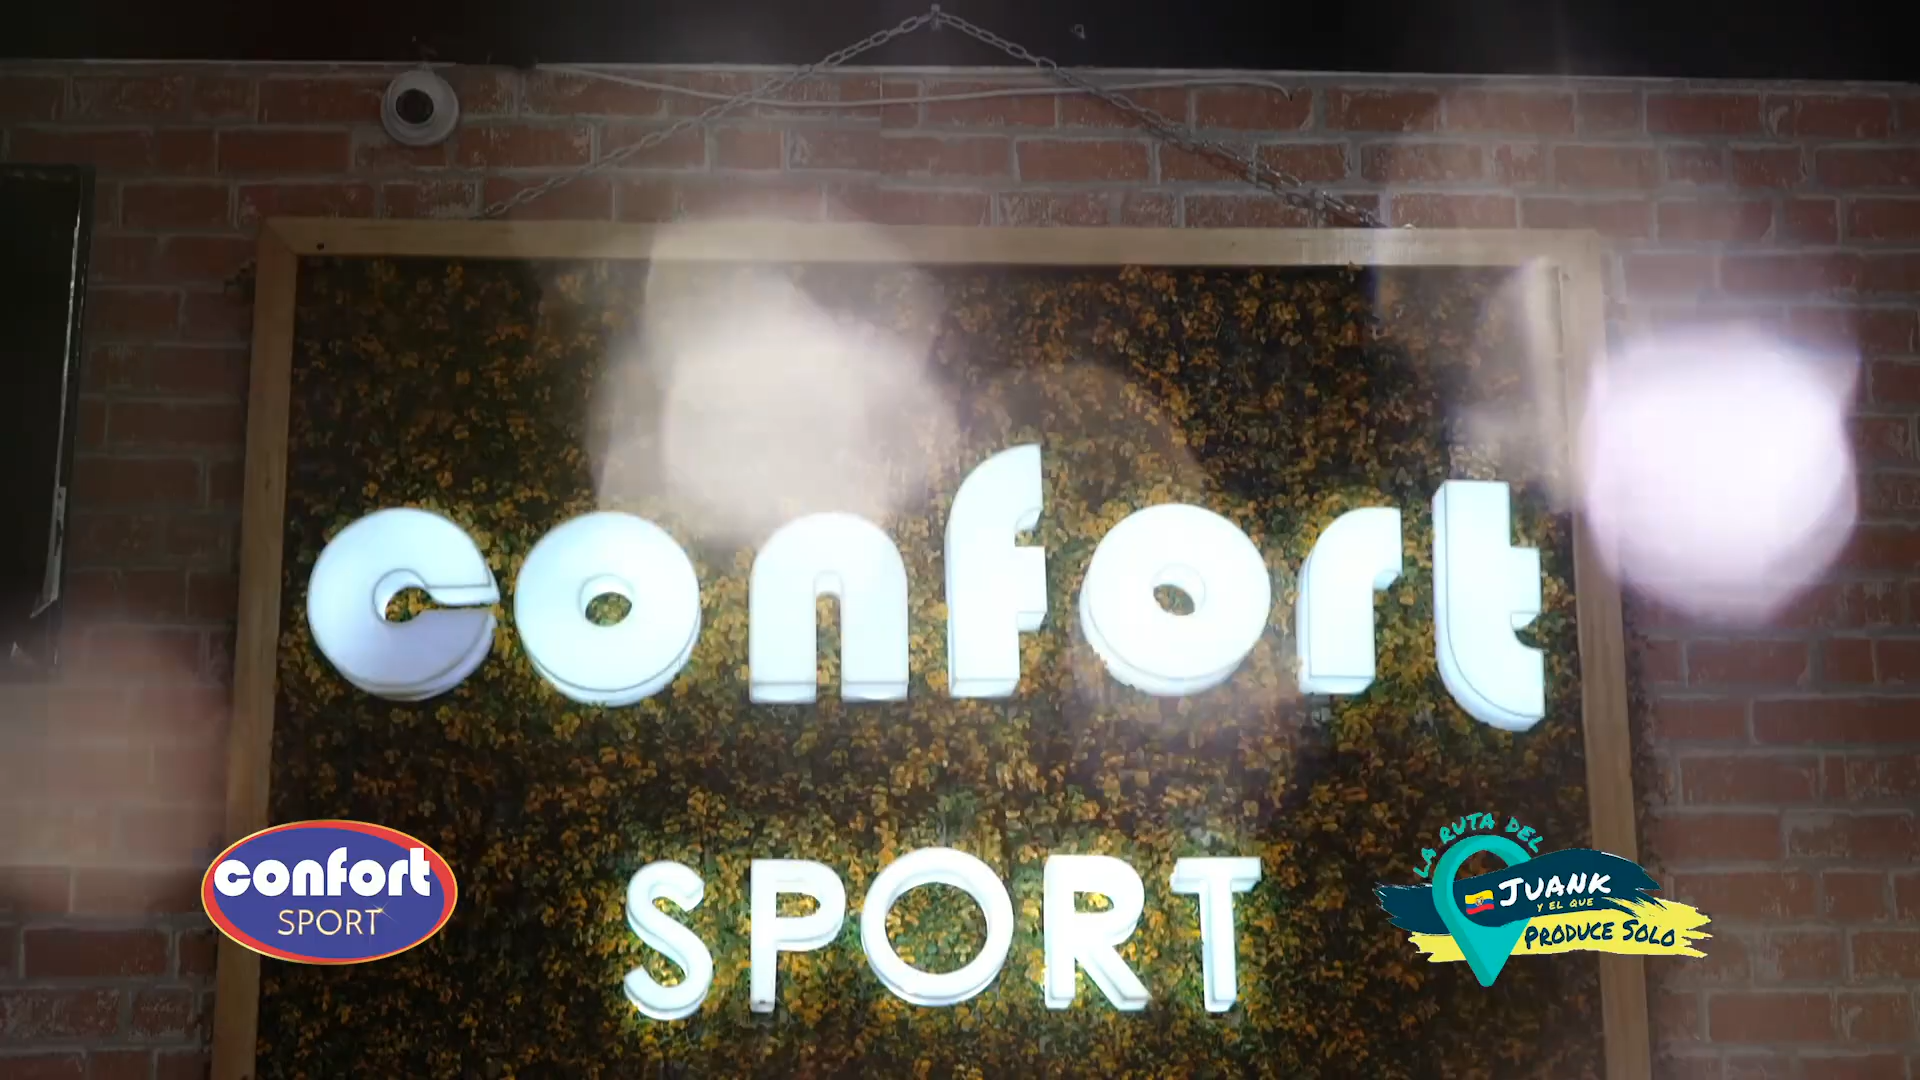 confort
SPORT
confort
SPORT
LA RUTA DEL
JUANK
Y EL QUE
PRODUCE SOLO